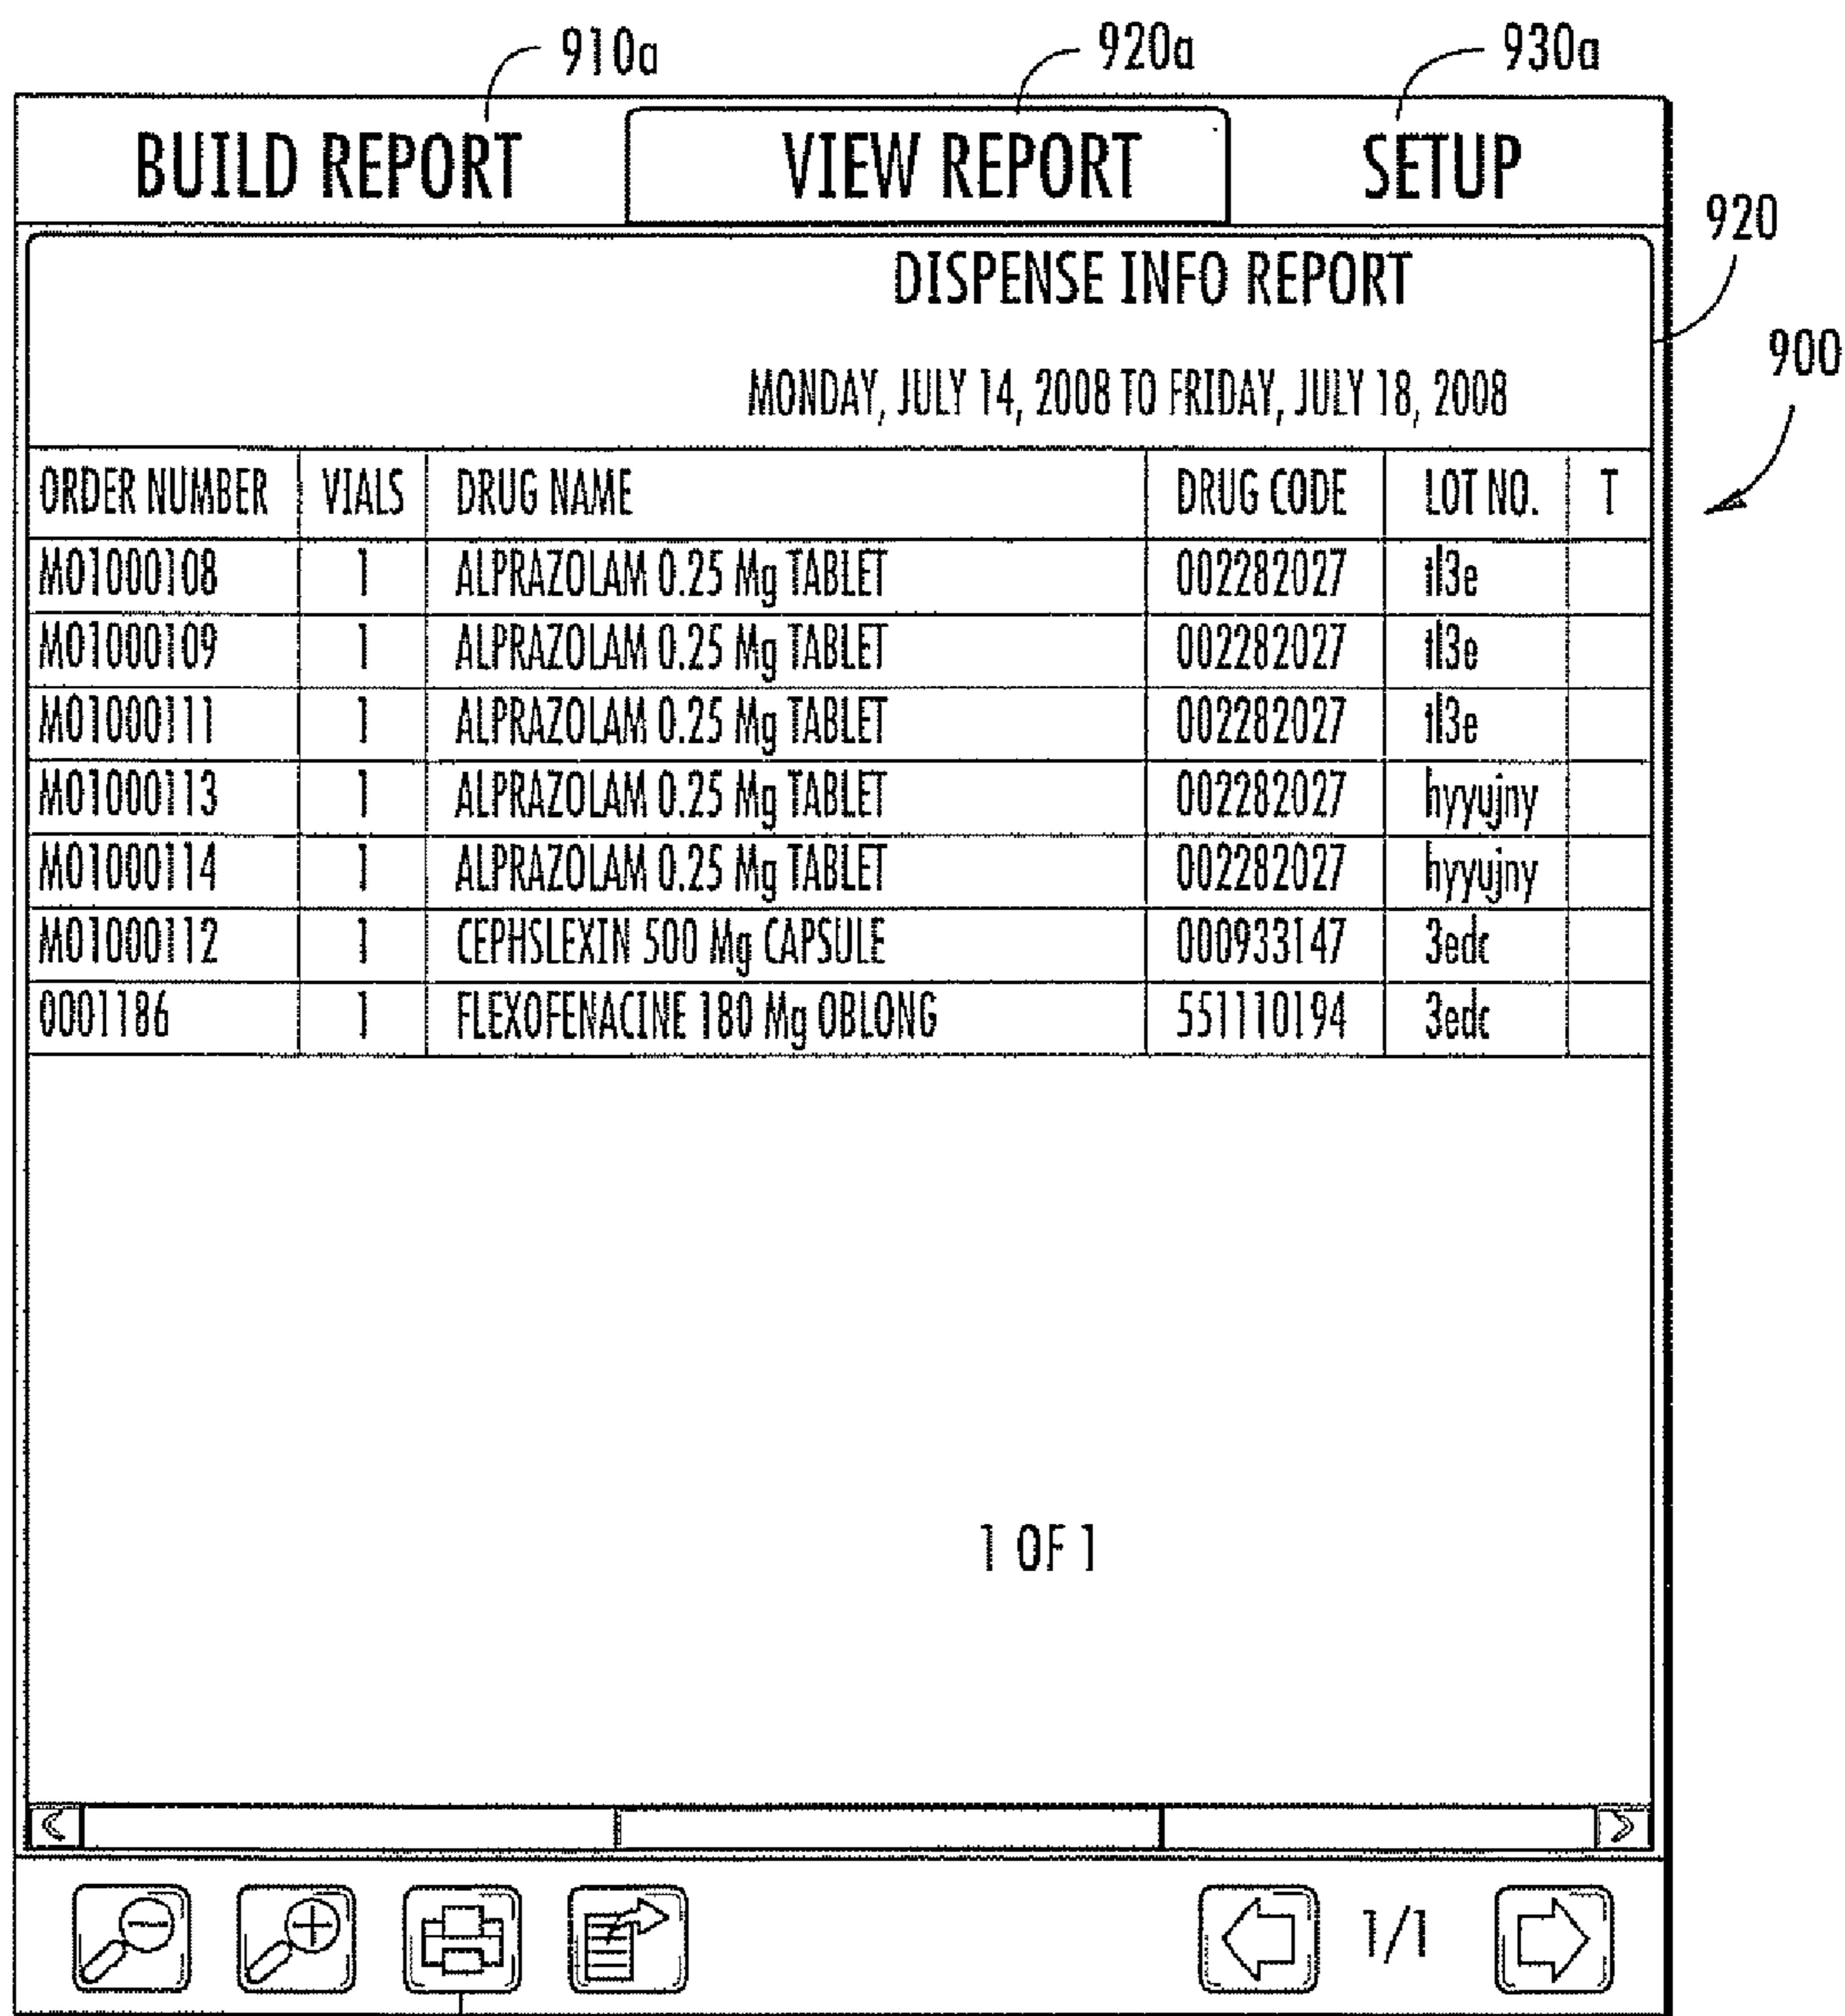 910a 920a 930a
BUILD REPORT VIEW REPORT SETUP
920
DISPENSE INFO REPORT
900
MONDAY, JULY 14, 2008 TO FRIDAY, JULY 18, 2008
ORDER NUMBER VIALS DRUG NAME DRUG CODE LOT NO. T
M01000108 1 ALPRAZOLAM 0.25 Mg TABLET 002282027 tl3e
M01000109 1 ALPRAZOLAM 0.25 Mg TABLET 002282027 tl3e
M01000111 1 ALPRAZOLAM 0.25 Mg TABLET 002282027 tl3e
M01000113 1 ALPRAZOLAM 0.25 Mg TABLET 002282027 hyyujny
M01000114 1 ALPRAZOLAM 0.25 Mg TABLET 002282027 hyyujny
M01000112 1 CEPHSLEXIN 500 Mg CAPSULE 000933147 3edc
0001186 1 FLEXOFENACINE 180 Mg OBLONG 551110194 3edc
1 OF 1
1/1